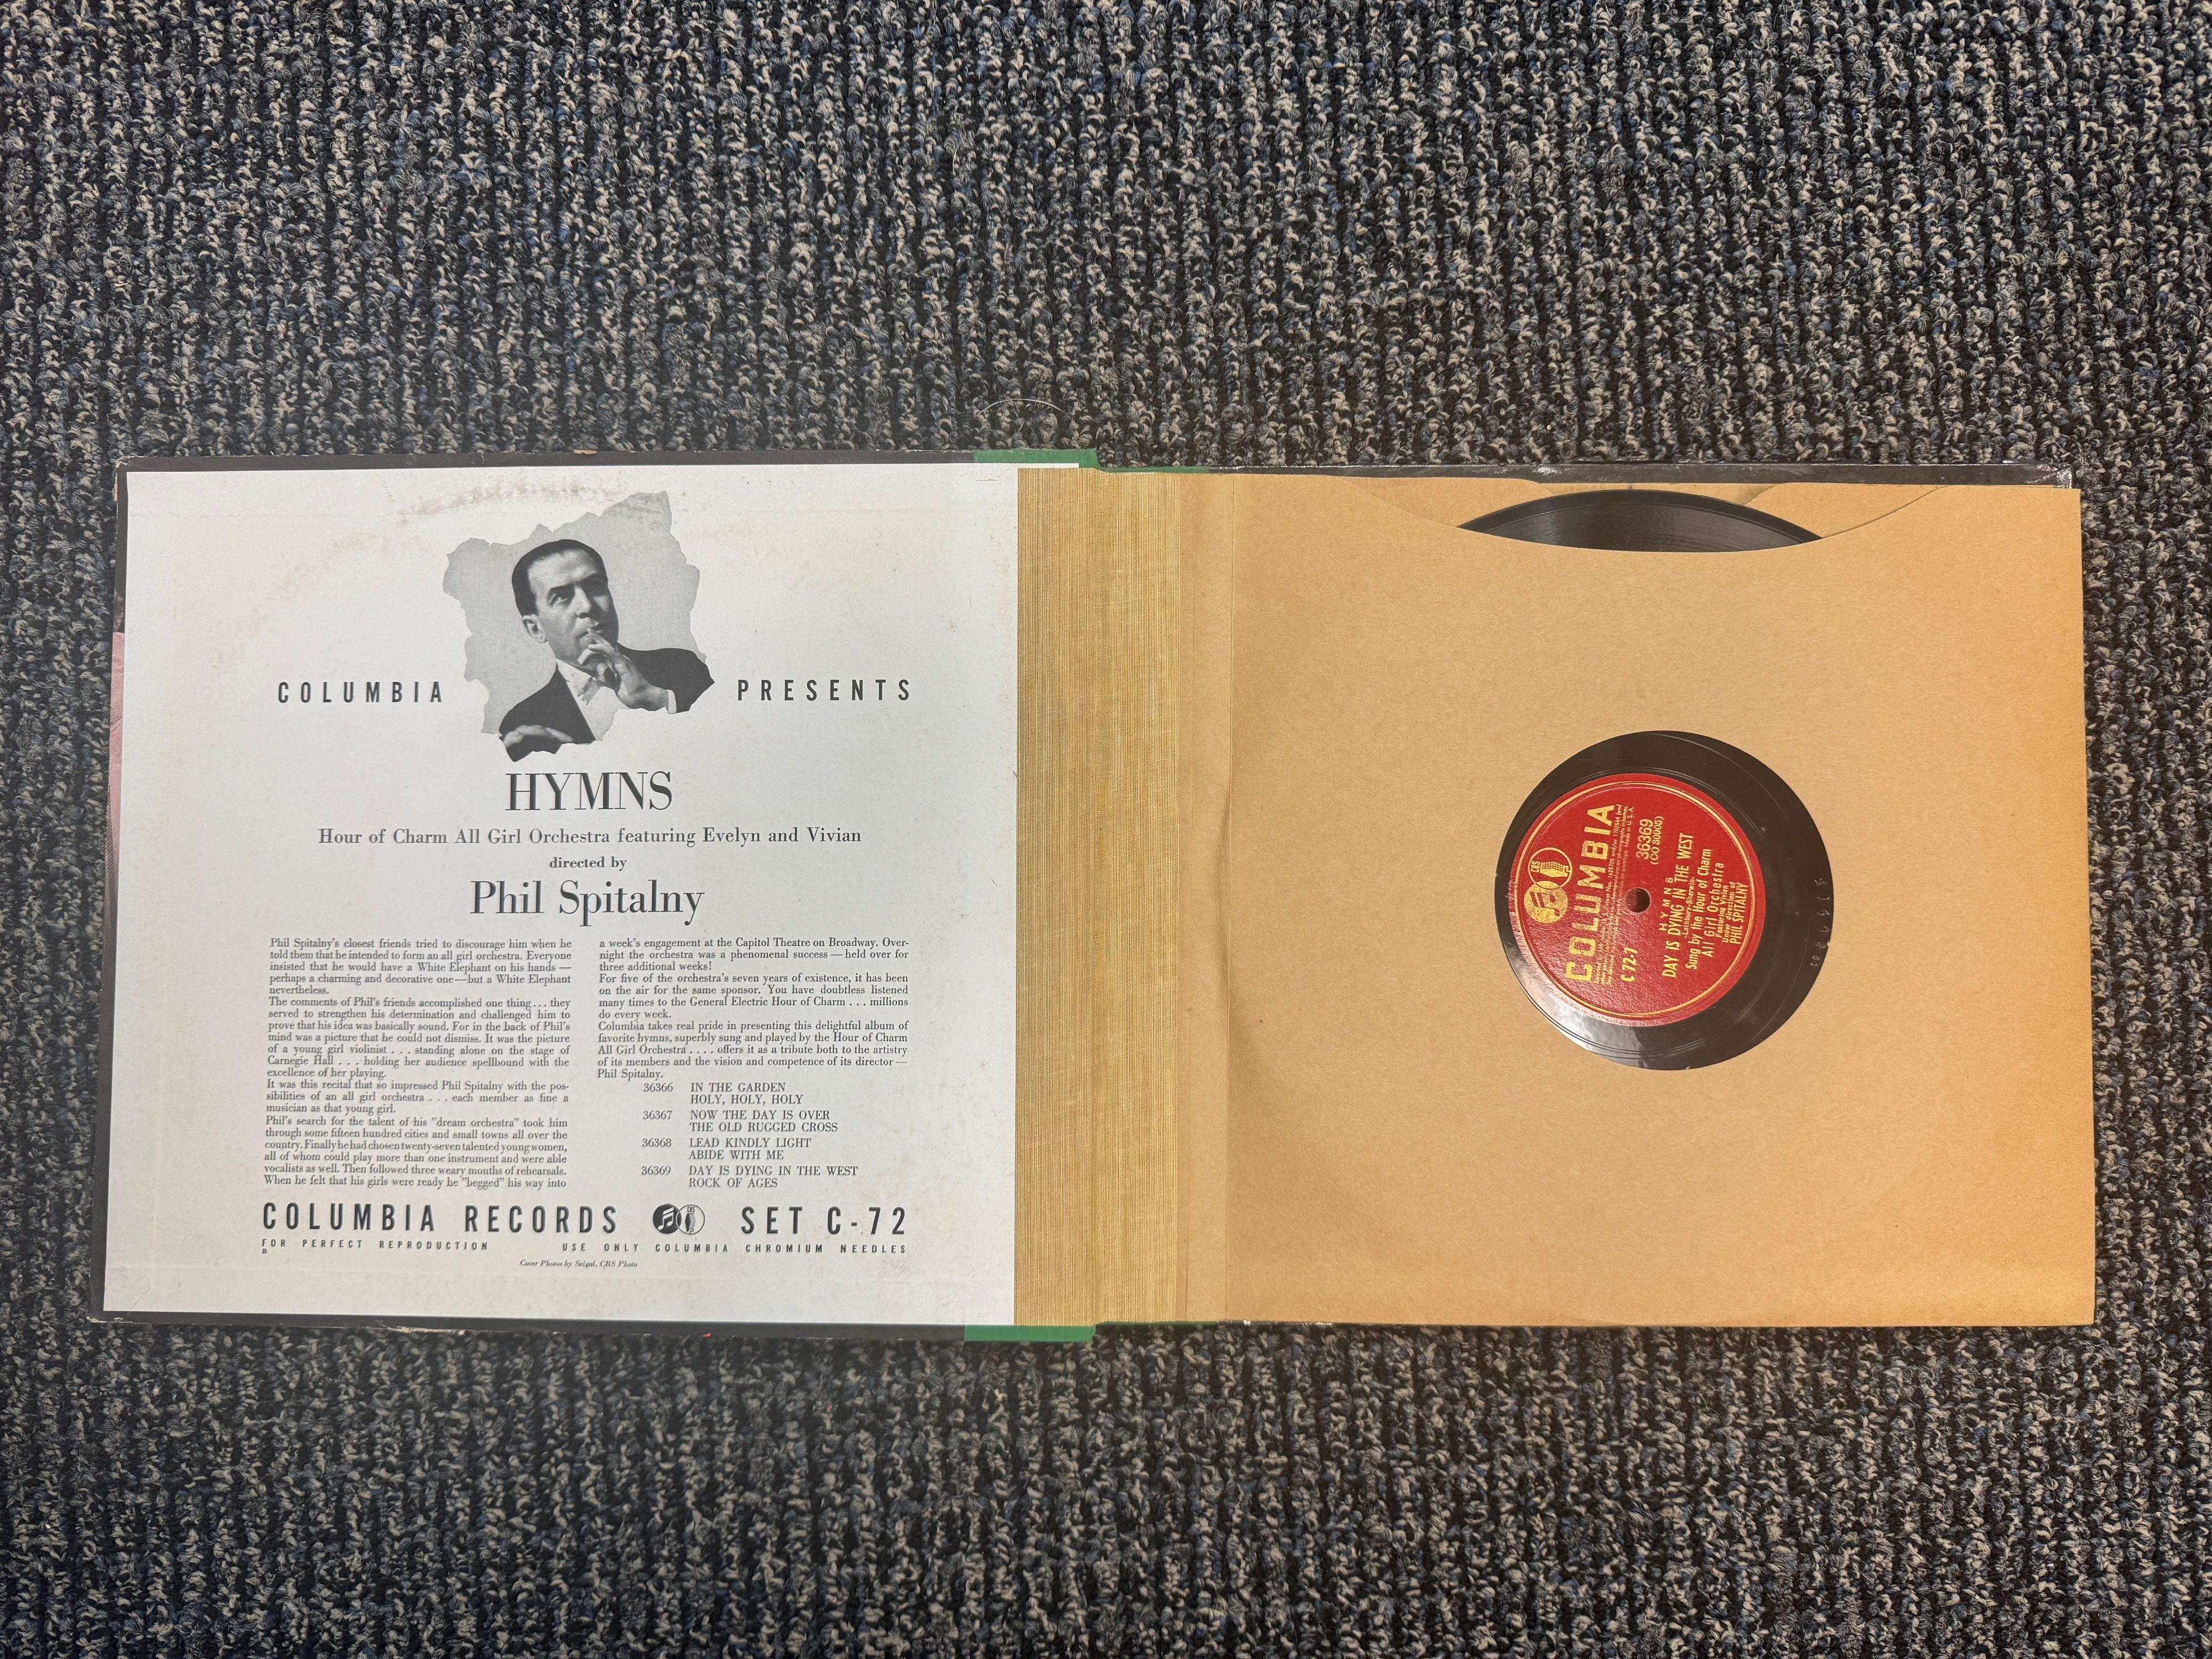 COLUMBIA PRESENTS
HYMNS
Hour of Charm All Girl Orchestra featuring Evelyn and Vivian
directed by
Phil Spitalny
Phil Spitalny's closest friends tried to discourage him when he
told them that he intended to form an all girl orchestra. Everyone
insisted that he would have a White Elephant on his hands —
perhaps a charming and decorative one—but a White Elephant
nevertheless.
The comments of Phil's friends accomplished one thing... they
served to strengthen his determination and challenged him to
prove that his idea was basically sound. For in the back of Phil's
mind was a picture that he could not dismiss. It was the picture
of a young girl violinist . . . standing alone on the stage of
Carnegie Hall . . . holding her audience spellbound with the
excellence of her playing.
It was this recital that so impressed Phil Spitalny with the pos-
sibilities of an all girl orchestra . . . each member as fine a
musician as that young girl.
Phil's search for the talent of his "dream orchestra" took him
through some fifteen hundred cities and small towns all over the
country. Finally he had chosen twenty-seven talented young women,
all of whom could play more than one instrument and were able
vocalists as well. Then followed three weary months of rehearsals.
When he felt that his girls were ready he "begged" his way into
a week's engagement at the Capitol Theatre on Broadway. Over-
night the orchestra was a phenomenal success — held over for
three additional weeks!
For five of the orchestra's seven years of existence, it has been
on the air for the same sponsor. You have doubtless listened
many times to the General Electric Hour of Charm . . . millions
do every week.
Columbia takes real pride in presenting this delightful album of
favorite hymns, superbly sung and played by the Hour of Charm
All Girl Orchestra . . . . offers it as a tribute both to the artistry
of its members and the vision and competence of its director —
Phil Spitalny.
36366 IN THE GARDEN
HOLY, HOLY, HOLY
36367 NOW THE DAY IS OVER
THE OLD RUGGED CROSS
36368 LEAD KINDLY LIGHT
ABIDE WITH ME
36369 DAY IS DYING IN THE WEST
ROCK OF AGES
COLUMBIA RECORDS CBS SET C-72
FOR PERFECT REPRODUCTION USE ONLY COLUMBIA CHROMIUM NEEDLES
B
Cover Photos by Seigal, CBS Photo
CBS
COLUMBIA
C 72-7
36369
(CO 30805)
HYMNS
DAY IS DYING IN THE WEST
-Lathbury-Sherwin-
Sung by the Hour of Charm
All Girl Orchestra
Featuring Vivien
Under direction of
PHIL SPITALNY